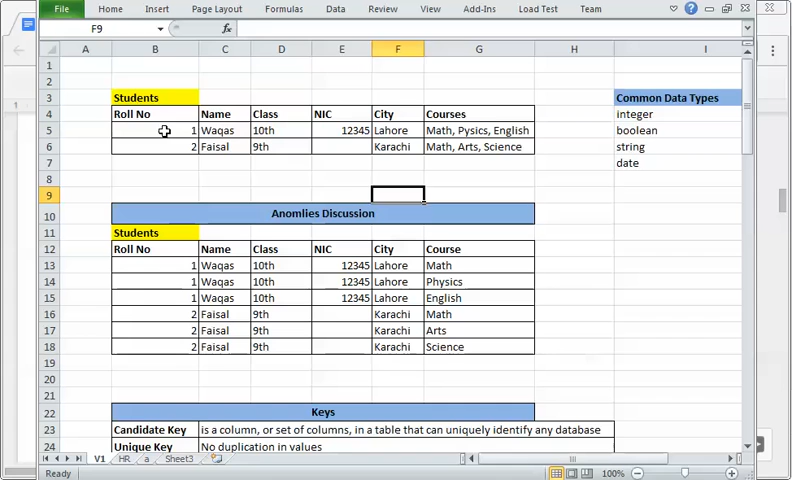 File Home Insert Page Layout Formulas Data Review View Add-Ins Load Test Team
F9 fx
A B C D E F G H I
1
2
3 Students Common Data Types
4 Roll No Name Class NIC City Courses integer
5 1 Waqas 10th 12345 Lahore Math, Pysics, English boolean
6 2 Faisal 9th Karachi Math, Arts, Science string
7 date
8
9
10 Anomlies Discussion
11 Students
12 Roll No Name Class NIC City Course
13 1 Waqas 10th 12345 Lahore Math
14 1 Waqas 10th 12345 Lahore Physics
15 1 Waqas 10th 12345 Lahore English
16 2 Faisal 9th Karachi Math
17 2 Faisal 9th Karachi Arts
18 2 Faisal 9th Karachi Science
19
20
21
22 Keys
23 Candidate Key is a column, or set of columns, in a table that can uniquely identify any database
24 Unique Key No duplication in values
V1 HR a Sheet3
Ready 100%